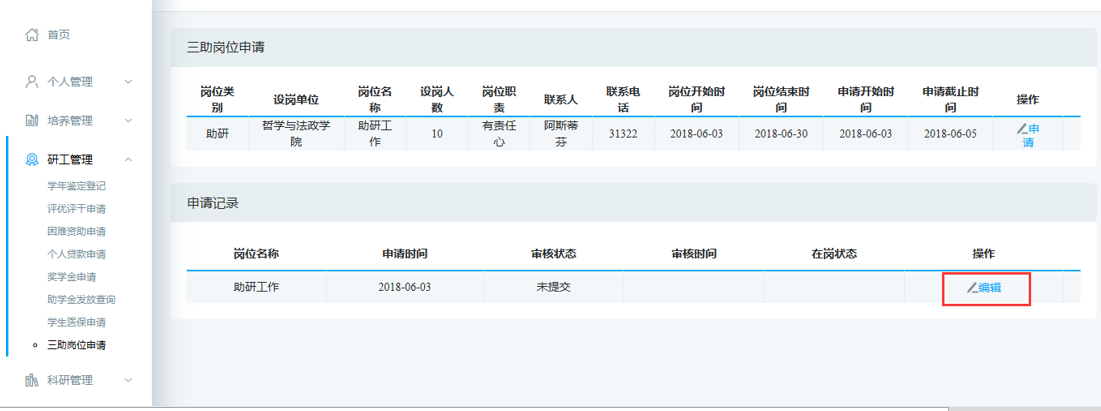 首页
个人管理
培养管理
研工管理
学年鉴定登记
评优评干申请
困难资助申请
个人贷款申请
奖学金申请
助学金发放查询
学生医保申请
三助岗位申请
科研管理
三助岗位申请
岗位类别 设岗单位 岗位名称 设岗人数 岗位职责 联系人 联系电话 岗位开始时间 岗位结束时间 申请开始时间 申请截止时间 操作
助研 哲学与法政学院 助研工作 10 有责任心 阿斯蒂芬 31322 2018-06-03 2018-06-30 2018-06-03 2018-06-05 申请
申请记录
岗位名称 申请时间 审核状态 审核时间 在岗状态 操作
助研工作 2018-06-03 未提交 编辑